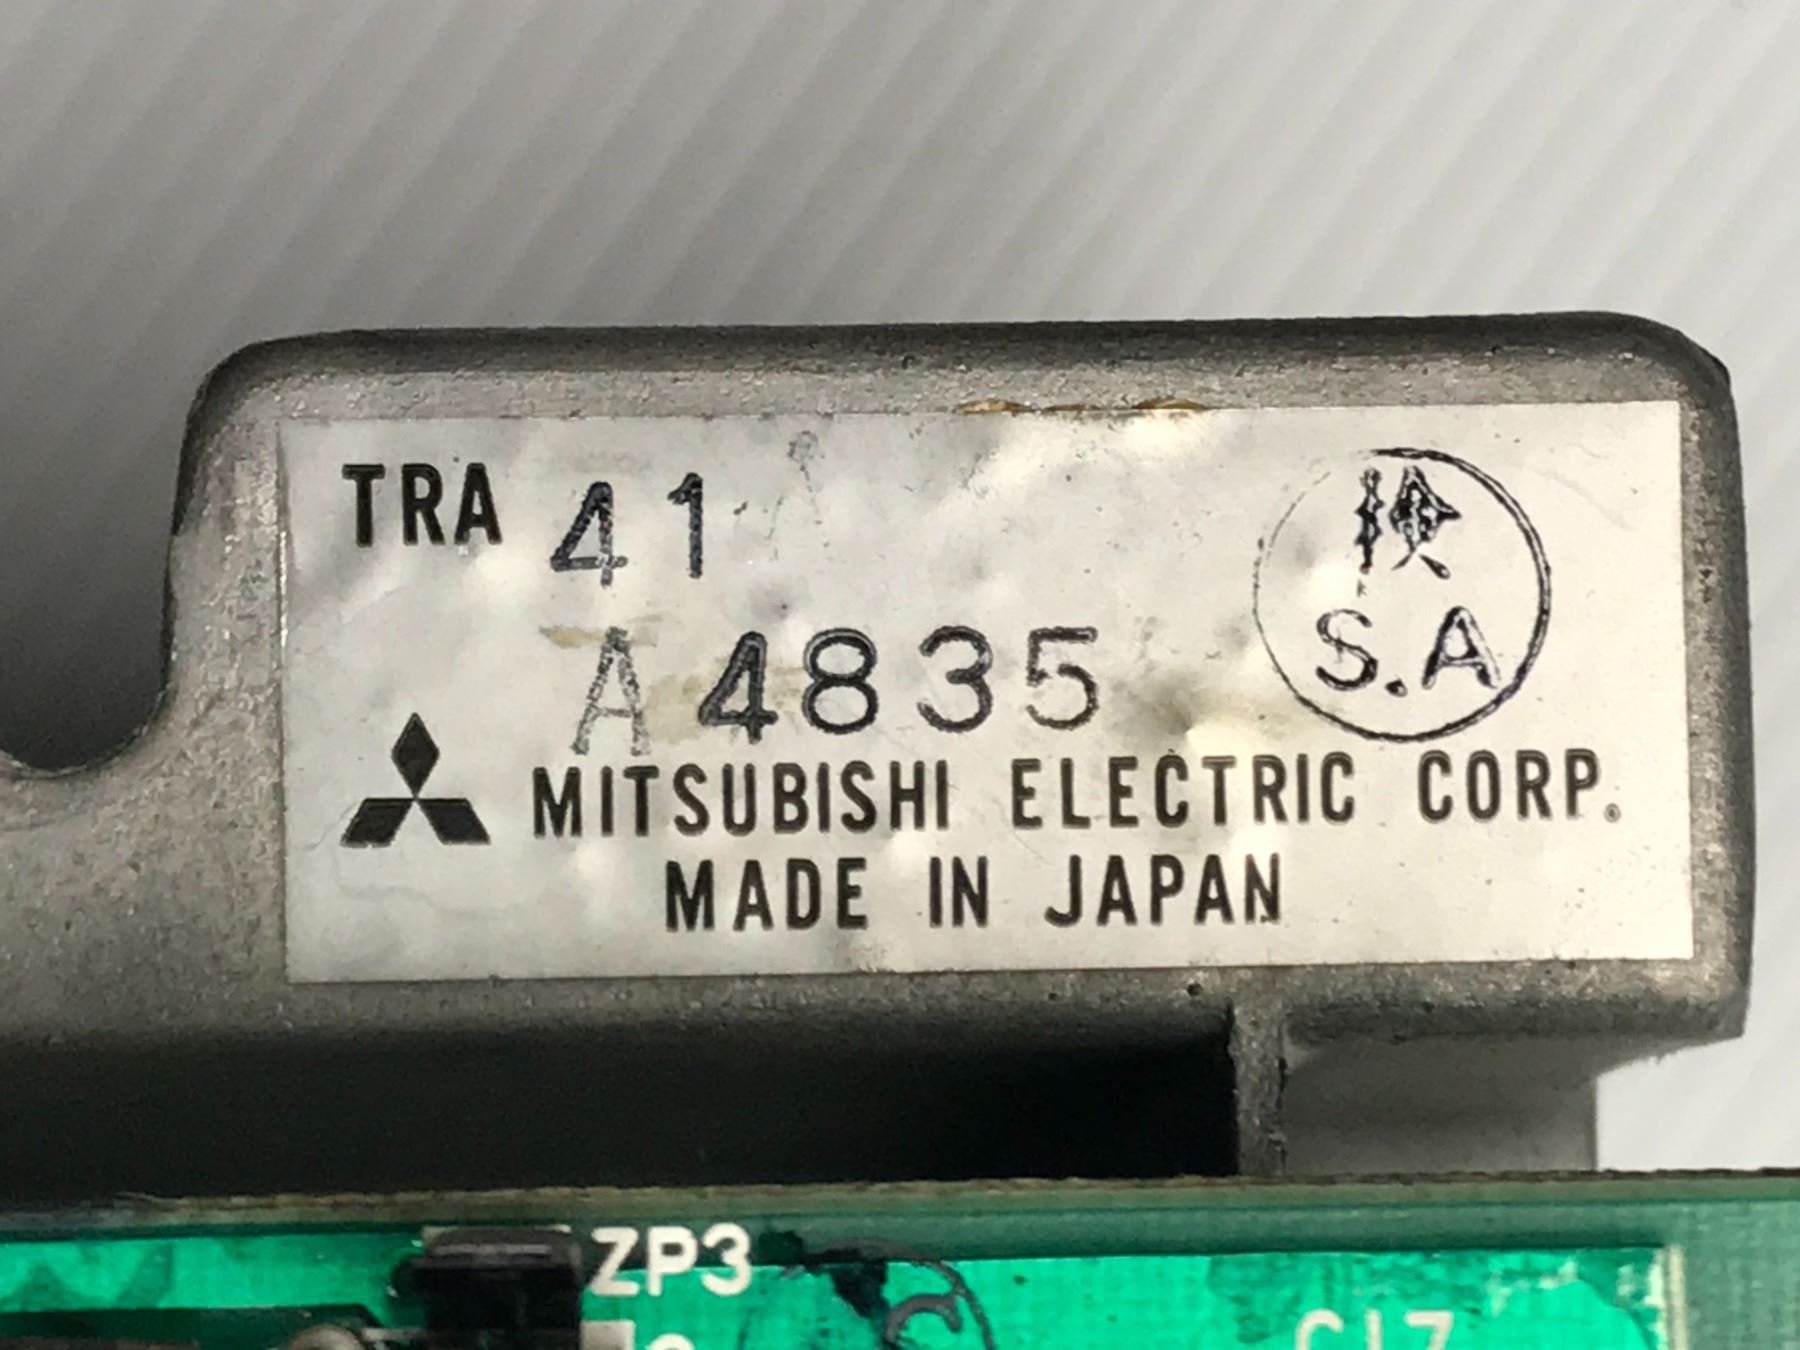 TRA 41
検
S.A
A 4835
MITSUBISHI ELECTRIC CORP.
MADE IN JAPAN
ZP3